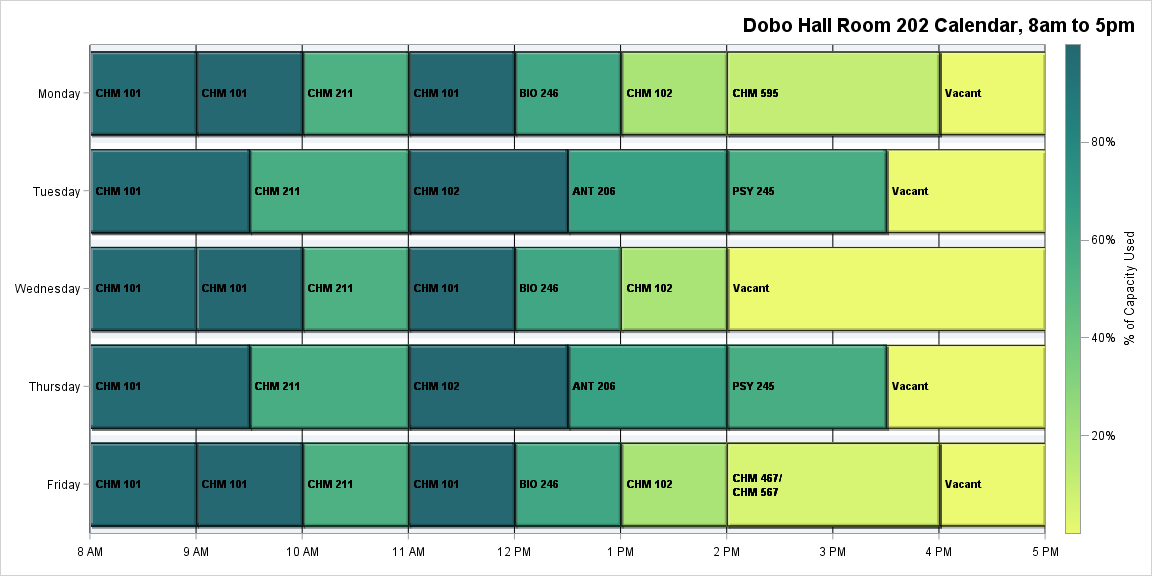 Dobo Hall Room 202 Calendar, 8am to 5pm
Monday
CHM 101
CHM 101
CHM 211
CHM 101
BIO 246
CHM 102
CHM 595
Vacant
Tuesday
CHM 101
CHM 211
CHM 102
ANT 206
PSY 245
Vacant
Wednesday
CHM 101
CHM 101
CHM 211
CHM 101
BIO 246
CHM 102
Vacant
Thursday
CHM 101
CHM 211
CHM 102
ANT 206
PSY 245
Vacant
Friday
CHM 101
CHM 101
CHM 211
CHM 101
BIO 246
CHM 102
CHM 467/
CHM 567
Vacant
8 AM
9 AM
10 AM
11 AM
12 PM
1 PM
2 PM
3 PM
4 PM
5 PM
80%
60%
40%
20%
% of Capacity Used